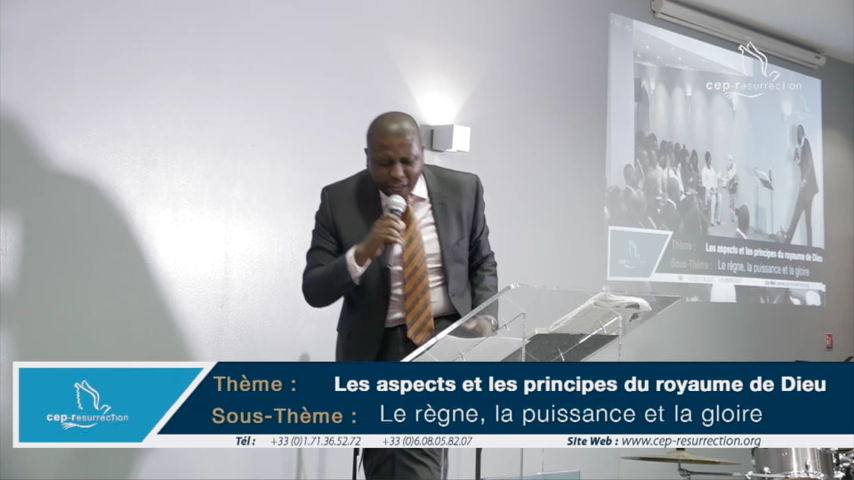 cep-resurrection
Thème : Les aspects et les principes du royaume de Dieu
Sous-Thème : Le règne, la puissance et la gloire
cep-resurrection
Thème : Les aspects et les principes du royaume de Dieu
Sous-Thème : Le règne, la puissance et la gloire
Tél : +33 (0)1.71.36.52.72 +33 (0)6.08.05.82.07 Site Web : www.cep-resurrection.org